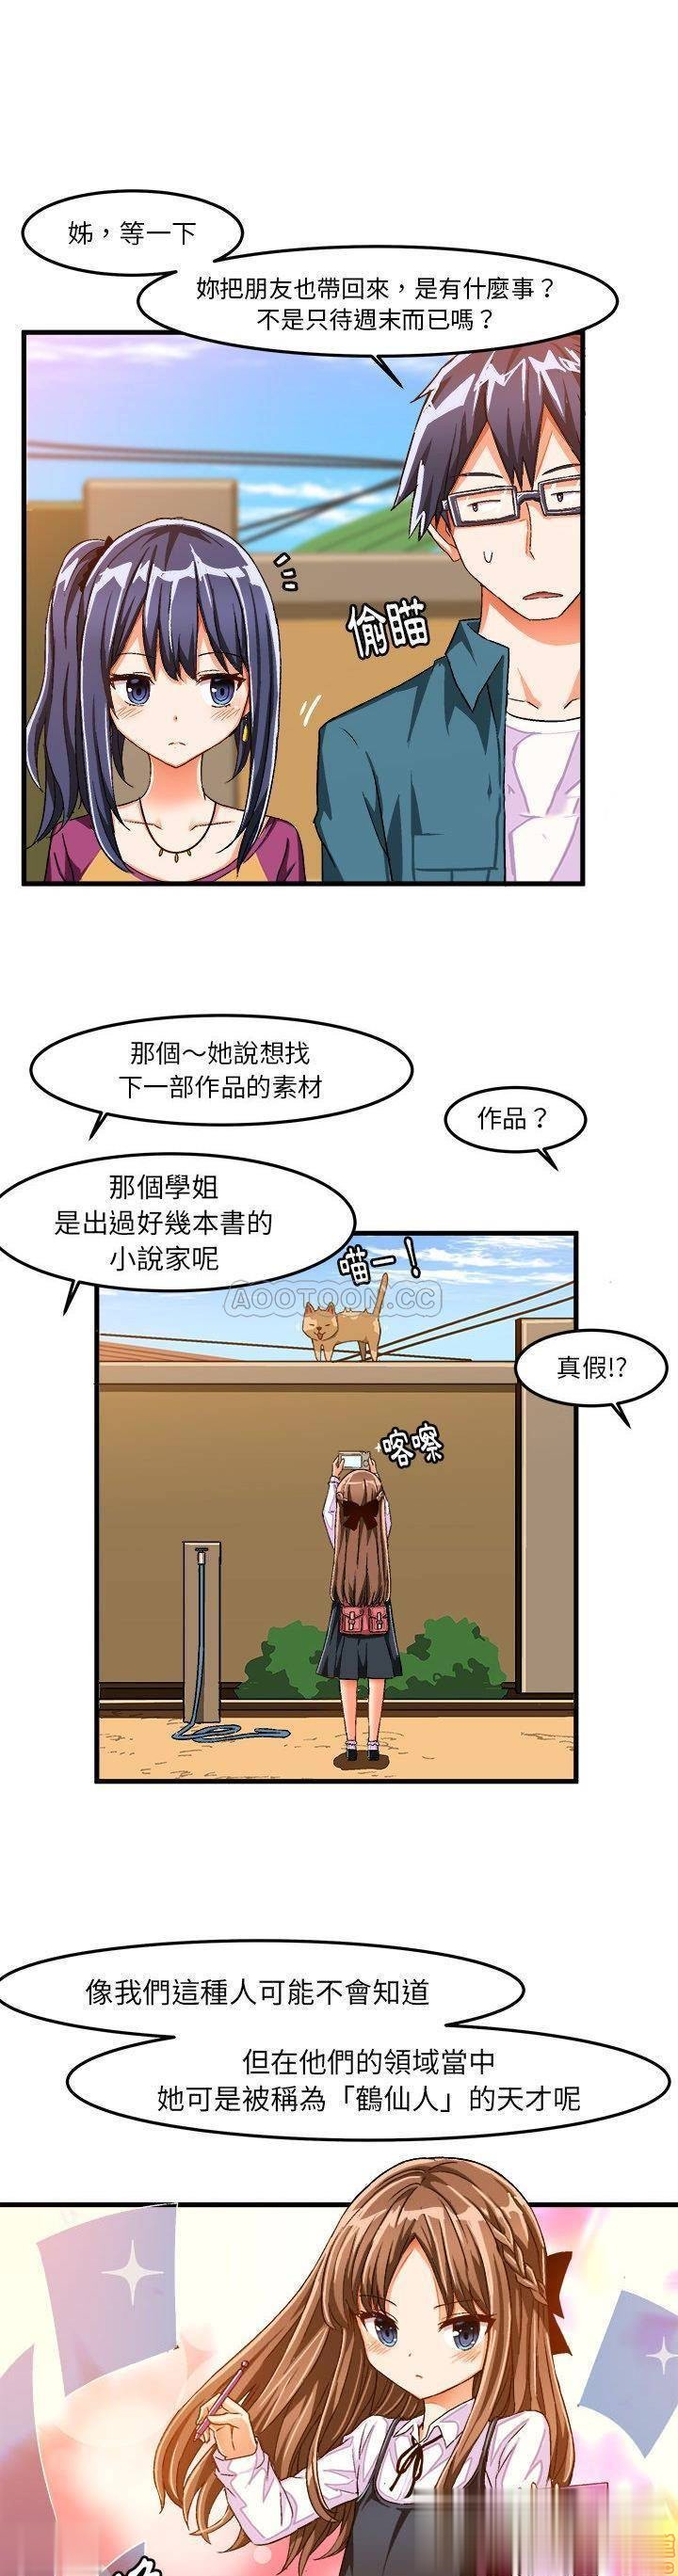 姊，等一下
妳把朋友也帶回來，是有什麼事？
不是只待週末而已嗎？
偷瞄
那個～她說想找
下一部作品的素材
作品？
那個學姐
是出過好幾本書的
小說家呢
喵ー！
AOOTOON.CC
真假!?
喀嚓
像我們這種人可能不會知道
但在他們的領域當中
她可是被稱為「鶴仙人」的天才呢